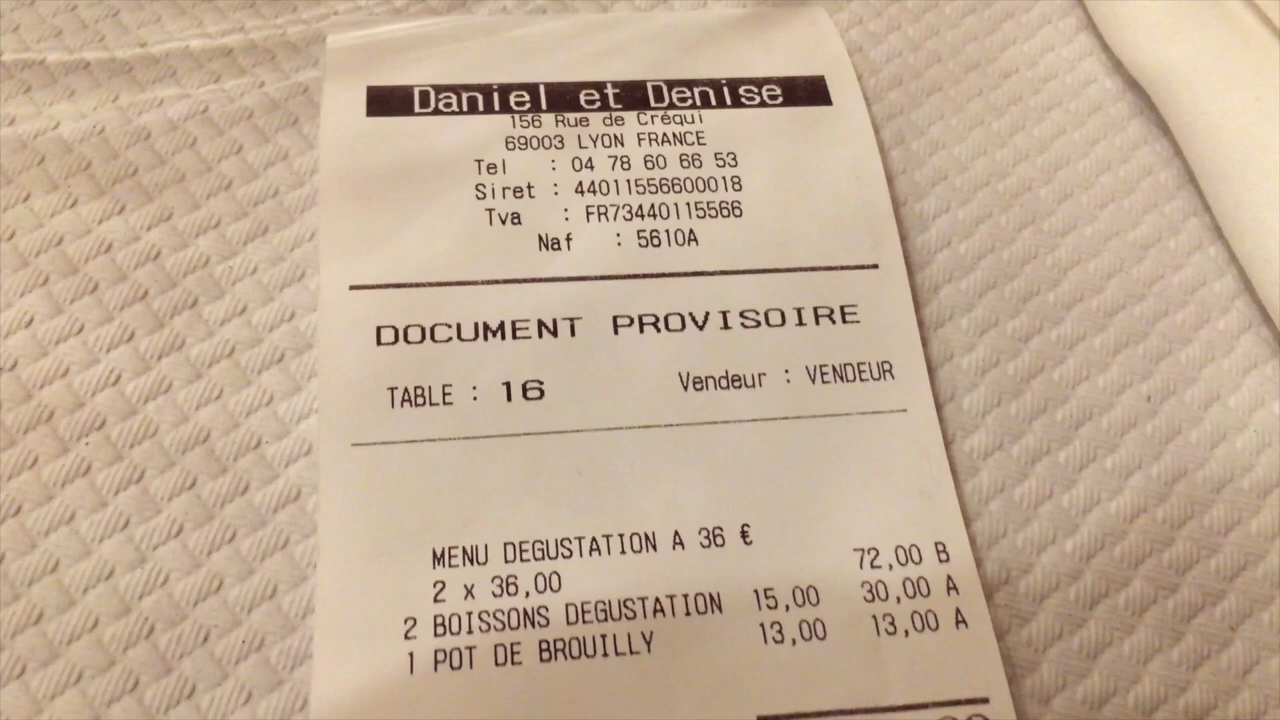 Daniel et Denise
156 Rue de Créqui
69003 LYON FRANCE
Tel : 04 78 60 66 53
Siret : 44011556600018
Tva : FR73440115566
Naf : 5610A
DOCUMENT PROVISOIRE
TABLE : 16 Vendeur : VENDEUR
MENU DEGUSTATION A 36 €
2 x 36,00 72,00 B
2 BOISSONS DEGUSTATION 15,00 30,00 A
1 POT DE BROUILLY 13,00 13,00 A